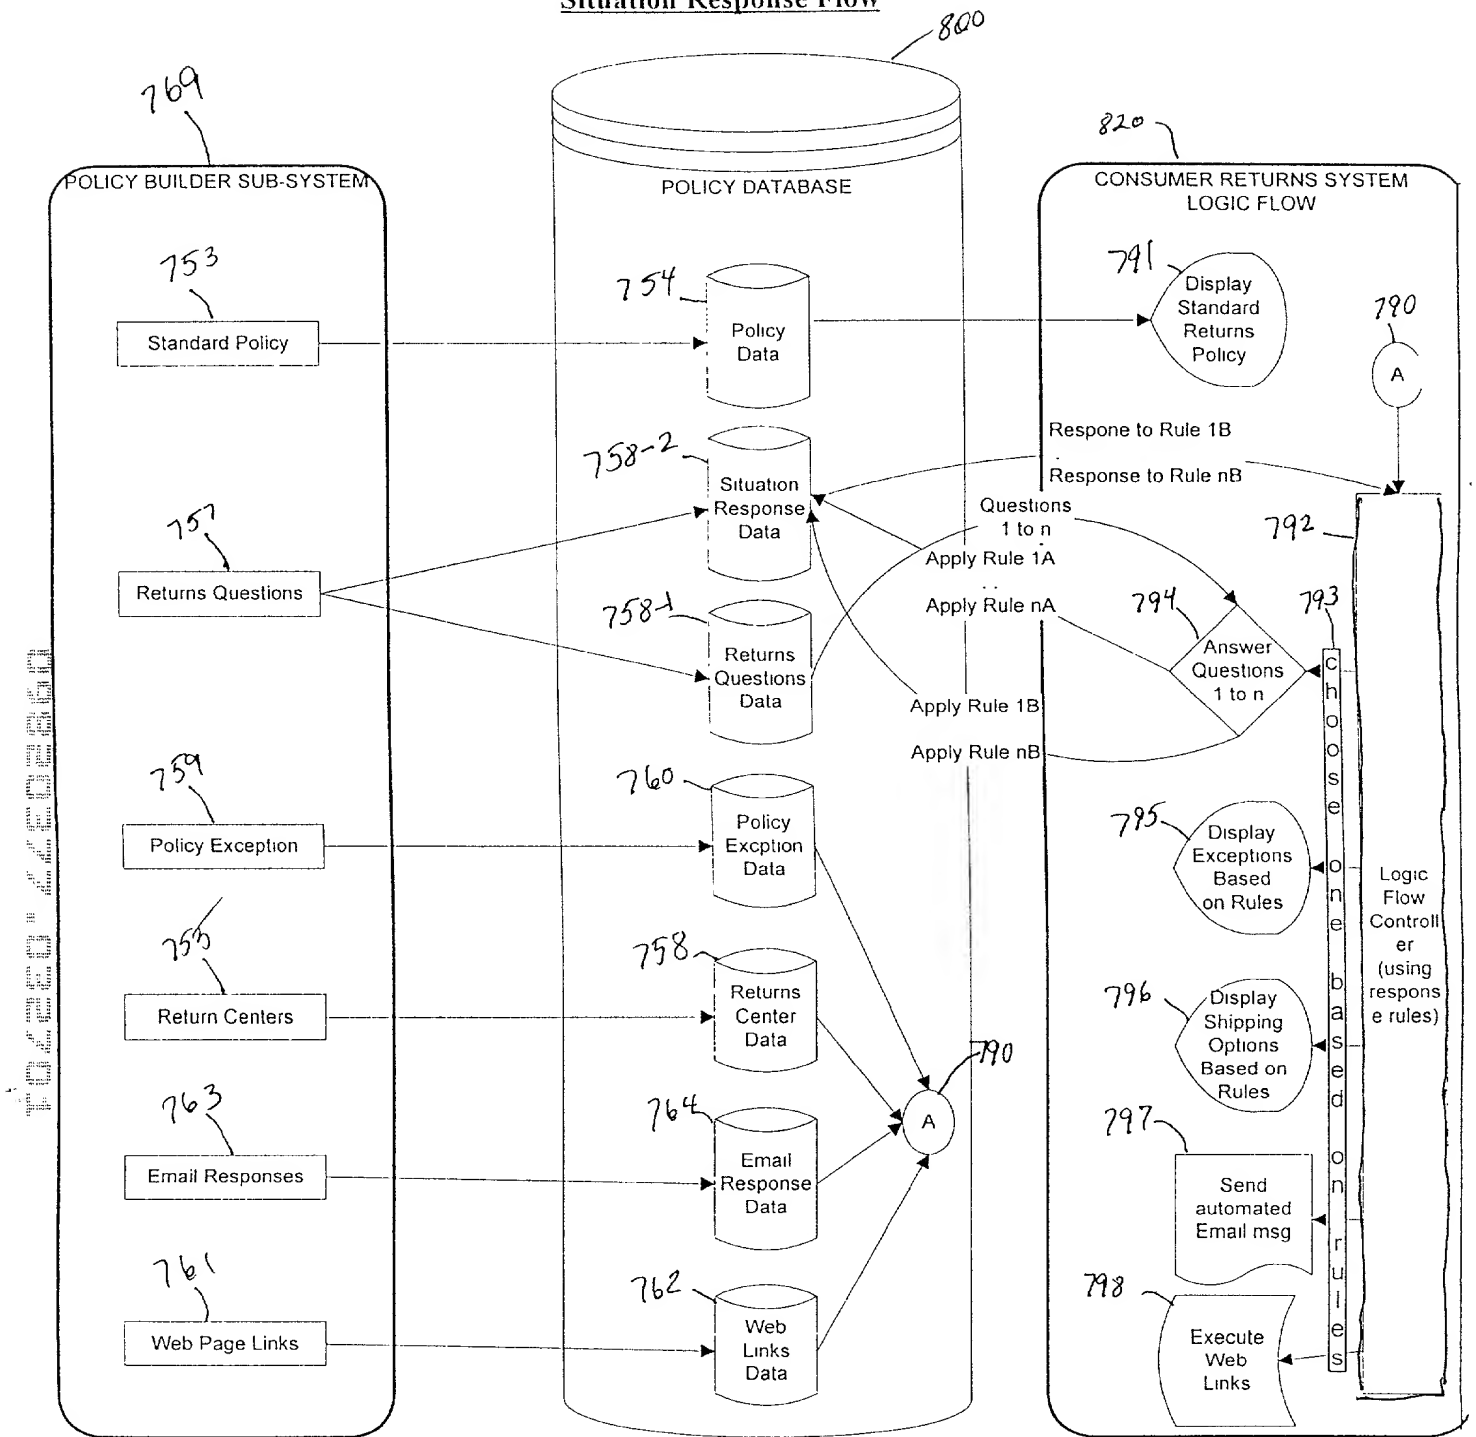 Situation Response Flow
800
769
820
POLICY BUILDER SUB-SYSTEM
POLICY DATABASE
CONSUMER RETURNS SYSTEM
LOGIC FLOW
753
Standard Policy
754
Policy
Data
791
Display
Standard
Returns
Policy
790
A
Respone to Rule 1B
Response to Rule nB
758-2
Situation
Response
Data
757
Returns Questions
Questions
1 to n
Apply Rule 1A
Apply Rule nA
792
758-1
Returns
Questions
Data
794
Answer
Questions
1 to n
793
choose one based on rules
Apply Rule 1B
Apply Rule nB
759
Policy Exception
760
Policy
Excption
Data
795
Display
Exceptions
Based
on Rules
Logic
Flow
Controll
er
(using
respons
e rules)
755
Return Centers
758
Returns
Center
Data
796
Display
Shipping
Options
Based on
Rules
790
A
763
Email Responses
764
Email
Response
Data
797
Send
automated
Email msg
761
Web Page Links
762
Web
Links
Data
798
Execute
Web
Links